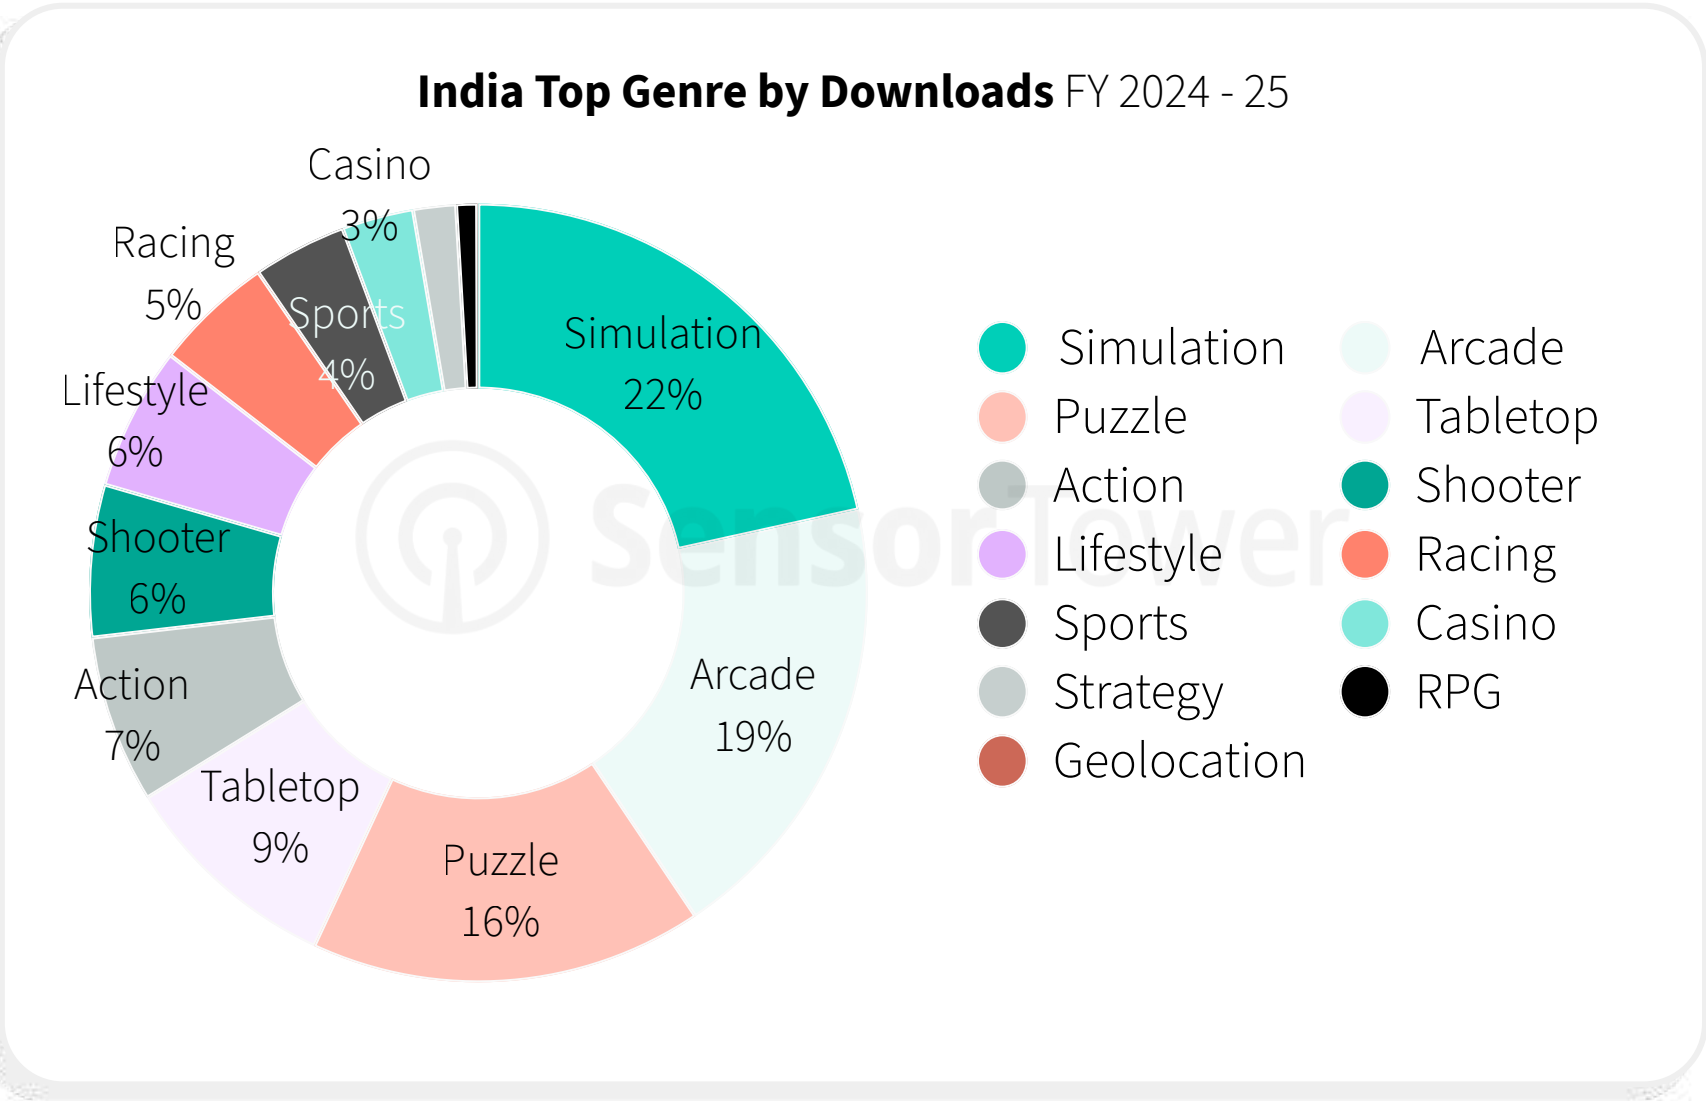 India Top Genre by Downloads FY 2024 - 25
Casino
3%
Racing
5%
Sports
4%
Simulation
22%
Lifestyle
6%
Shooter
6%
Action
7%
Arcade
19%
Tabletop
9%
Puzzle
16%
SensorTower
Simulation
Arcade
Puzzle
Tabletop
Action
Shooter
Lifestyle
Racing
Sports
Casino
Strategy
RPG
Geolocation